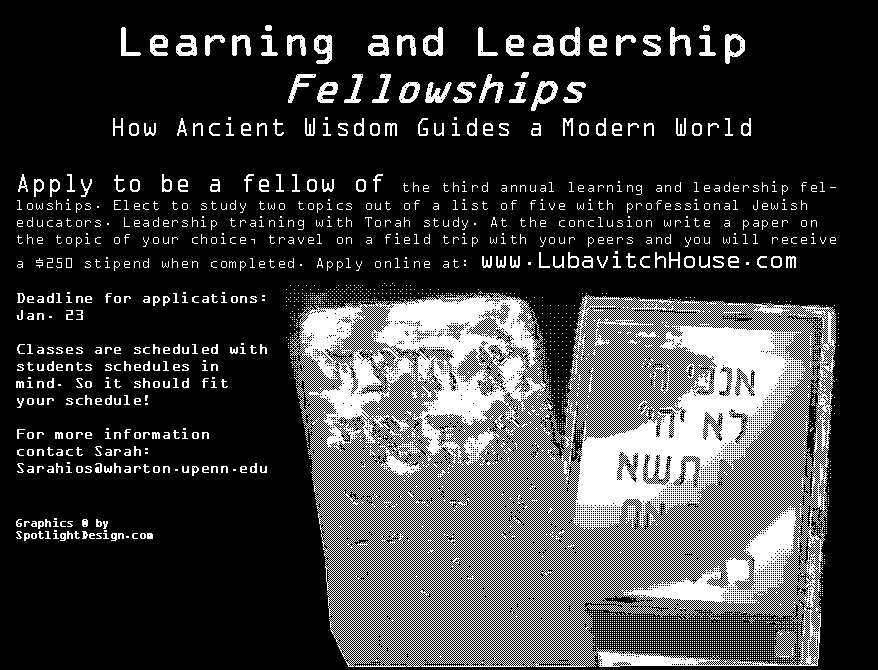 Learning and Leadership
Fellowships
How Ancient Wisdom Guides a Modern World
Apply to be a fellow of the third annual learning and leadership fel-
lowships. Elect to study two topics out of a list of five with professional Jewish
educators. Leadership training with Torah study. At the conclusion write a paper on
the topic of your choice, travel on a field trip with your peers and you will receive
a $250 stipend when completed. Apply online at: www.LubavitchHouse.com
Deadline for applications:
Jan. 23
Classes are scheduled with
students schedules in
mind. So it should fit
your schedule!
For more information
contact Sarah:
Sarahios@wharton.upenn.edu
Graphics @ by
SpotlightDesign.com
אנכי ה
לא יהי
תשא